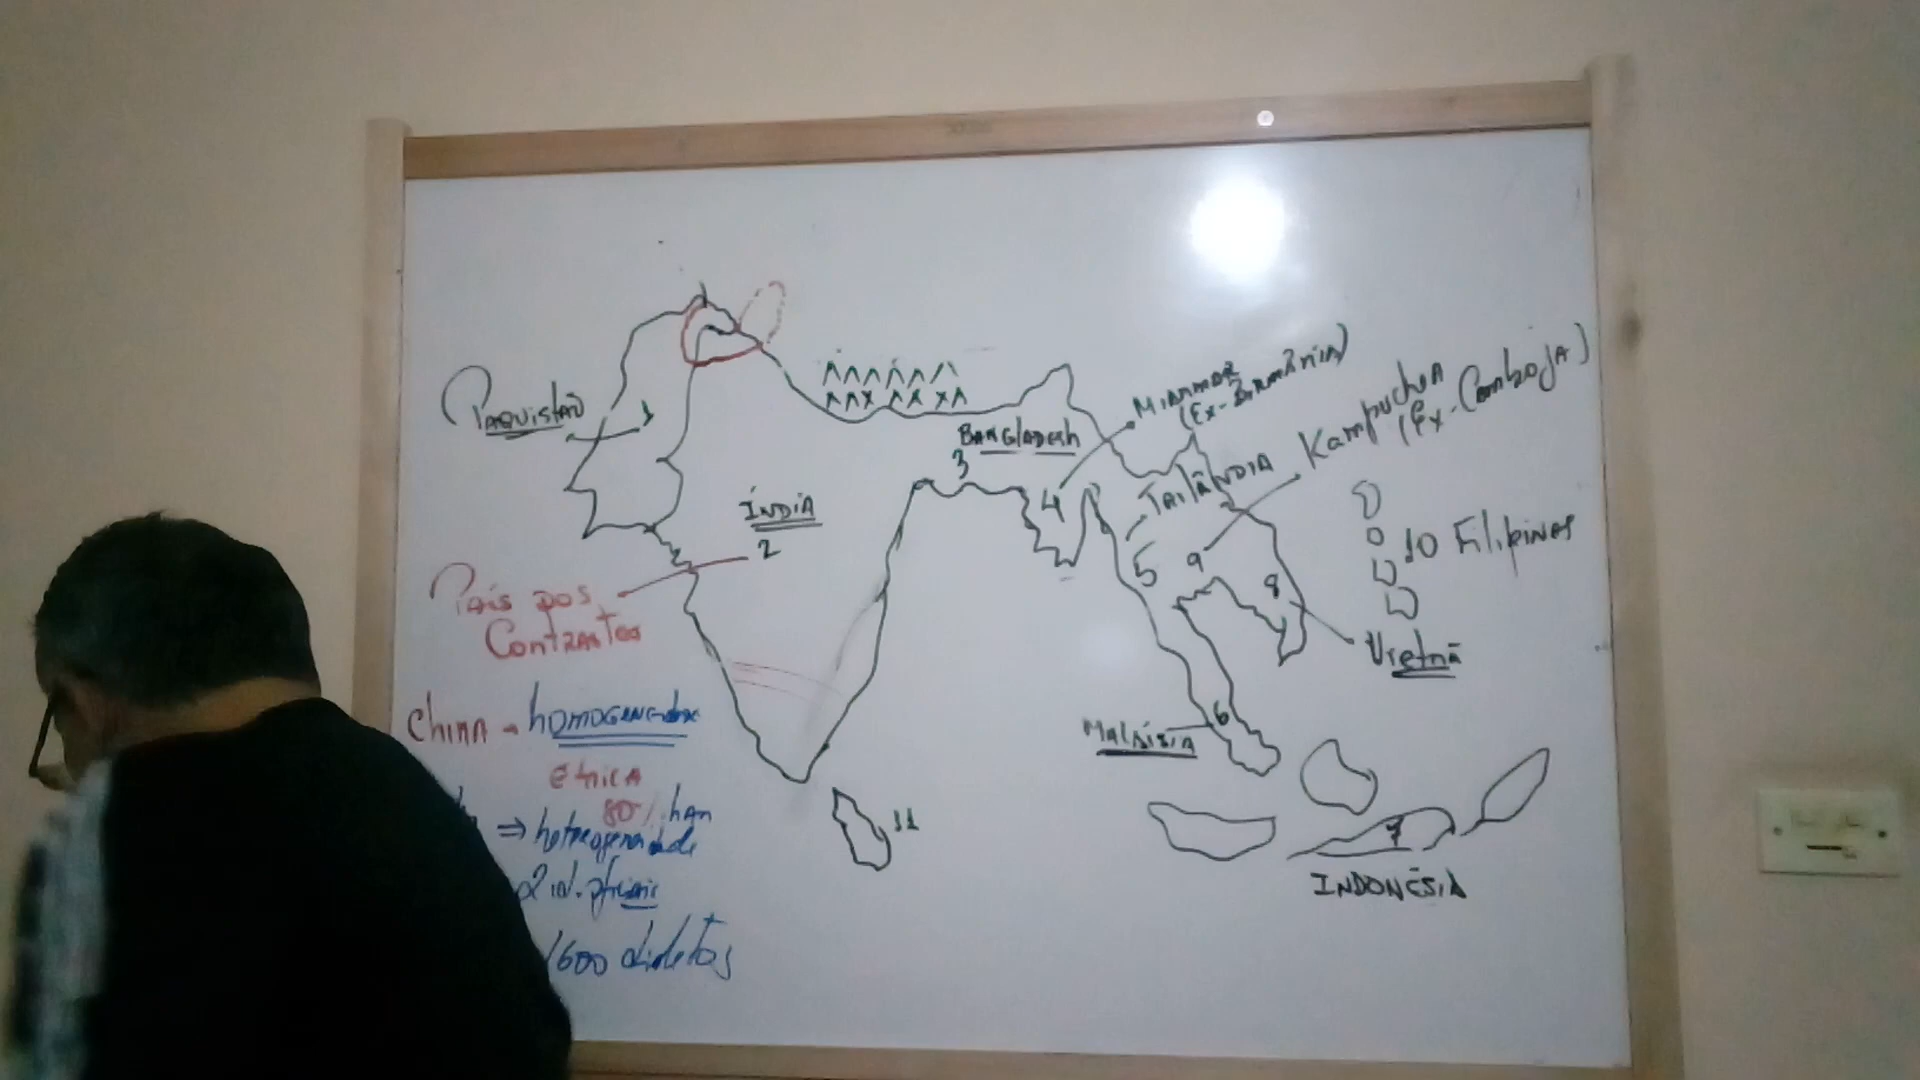 Paquistão 1
ÍNDIA
2
BANGLADESH
3
MIANMAR
(Ex-Birmânia)
4
TAILÂNDIA
5
Kampuchea
(Ex-Camboja)
9
8
10 Filipinas
Vietnã
País dos
Contrastes
MALÁSIA
6
7
INDONÉSIA
11
China → homogeneidade
étnica
80% han
⇒ heterogeneidade
1600 dialetos